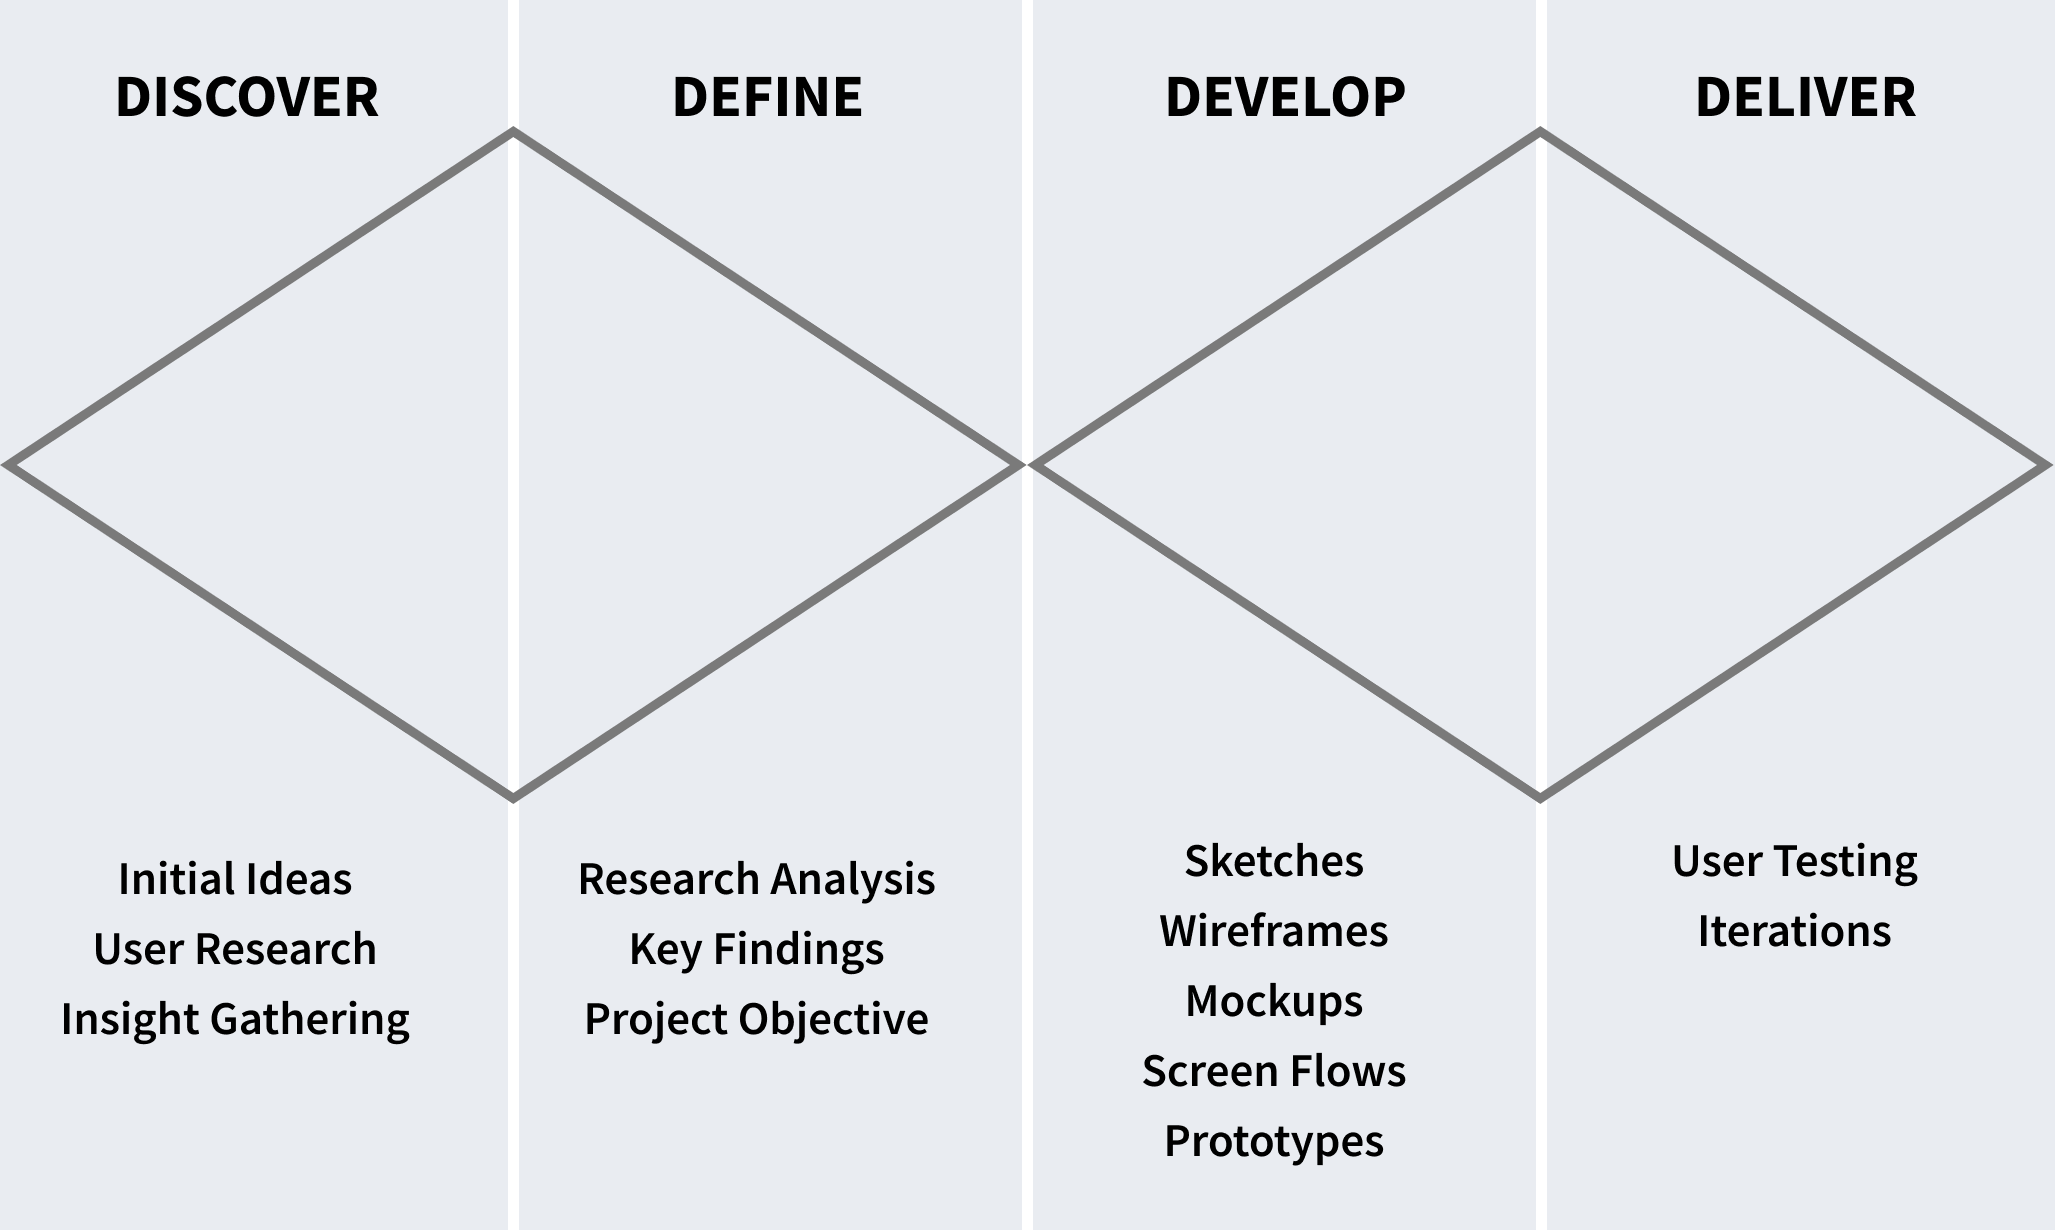 DISCOVER
DEFINE
DEVELOP
DELIVER
Initial Ideas
User Research
Insight Gathering
Research Analysis
Key Findings
Project Objective
Sketches
Wireframes
Mockups
Screen Flows
Prototypes
User Testing
Iterations